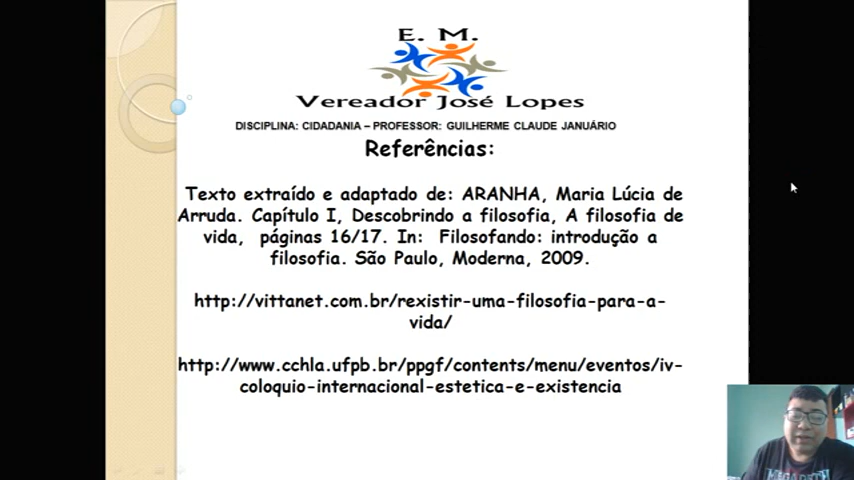 E. M.
Vereador José Lopes
DISCIPLINA: CIDADANIA – PROFESSOR: GUILHERME CLAUDE JANUÁRIO
Referências:
Texto extraído e adaptado de: ARANHA, Maria Lúcia de
Arruda. Capítulo I, Descobrindo a filosofia, A filosofia de
vida, páginas 16/17. In: Filosofando: introdução a
filosofia. São Paulo, Moderna, 2009.
http://vittanet.com.br/rexistir-uma-filosofia-para-a-
vida/
http://www.cchla.ufpb.br/ppgf/contents/menu/eventos/iv-
coloquio-internacional-estetica-e-existencia
MEGADETH